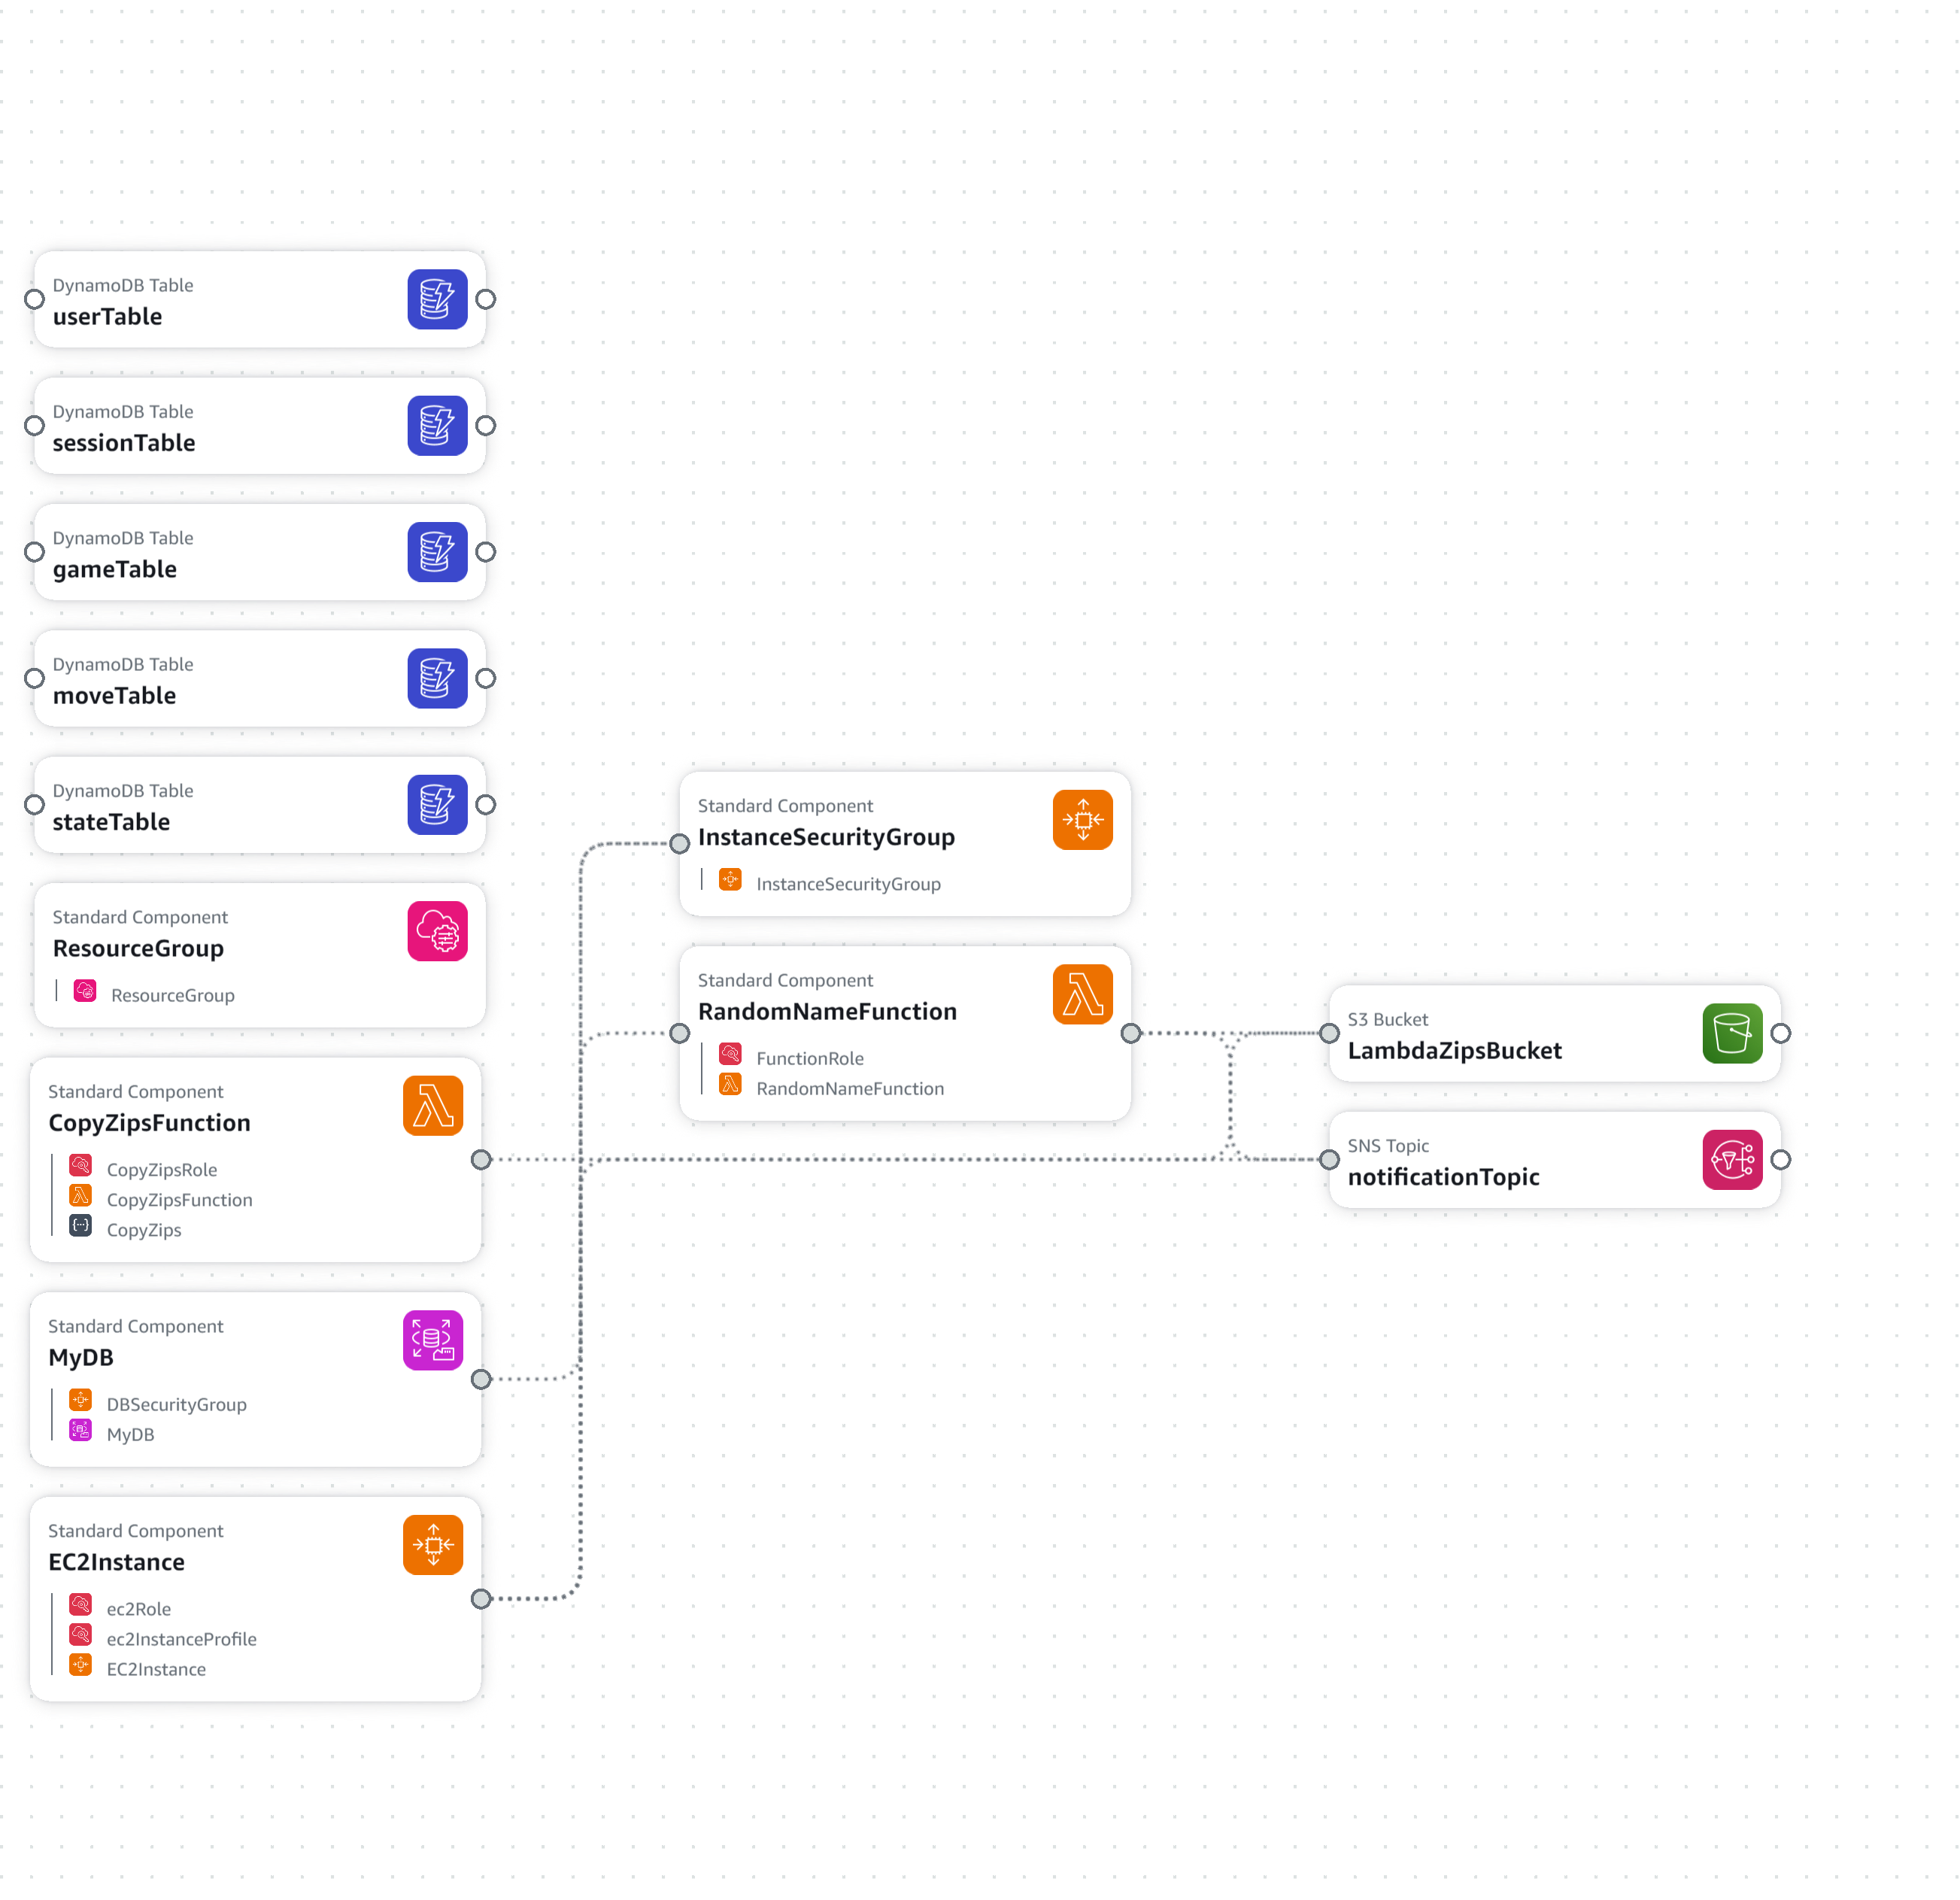 DynamoDB Table
userTable
DynamoDB Table
sessionTable
DynamoDB Table
gameTable
DynamoDB Table
moveTable
DynamoDB Table
stateTable
Standard Component
ResourceGroup
ResourceGroup
Standard Component
CopyZipsFunction
CopyZipsRole
CopyZipsFunction
CopyZips
Standard Component
MyDB
DBSecurityGroup
MyDB
Standard Component
EC2Instance
ec2Role
ec2InstanceProfile
EC2Instance
Standard Component
InstanceSecurityGroup
InstanceSecurityGroup
Standard Component
RandomNameFunction
FunctionRole
RandomNameFunction
S3 Bucket
LambdaZipsBucket
SNS Topic
notificationTopic